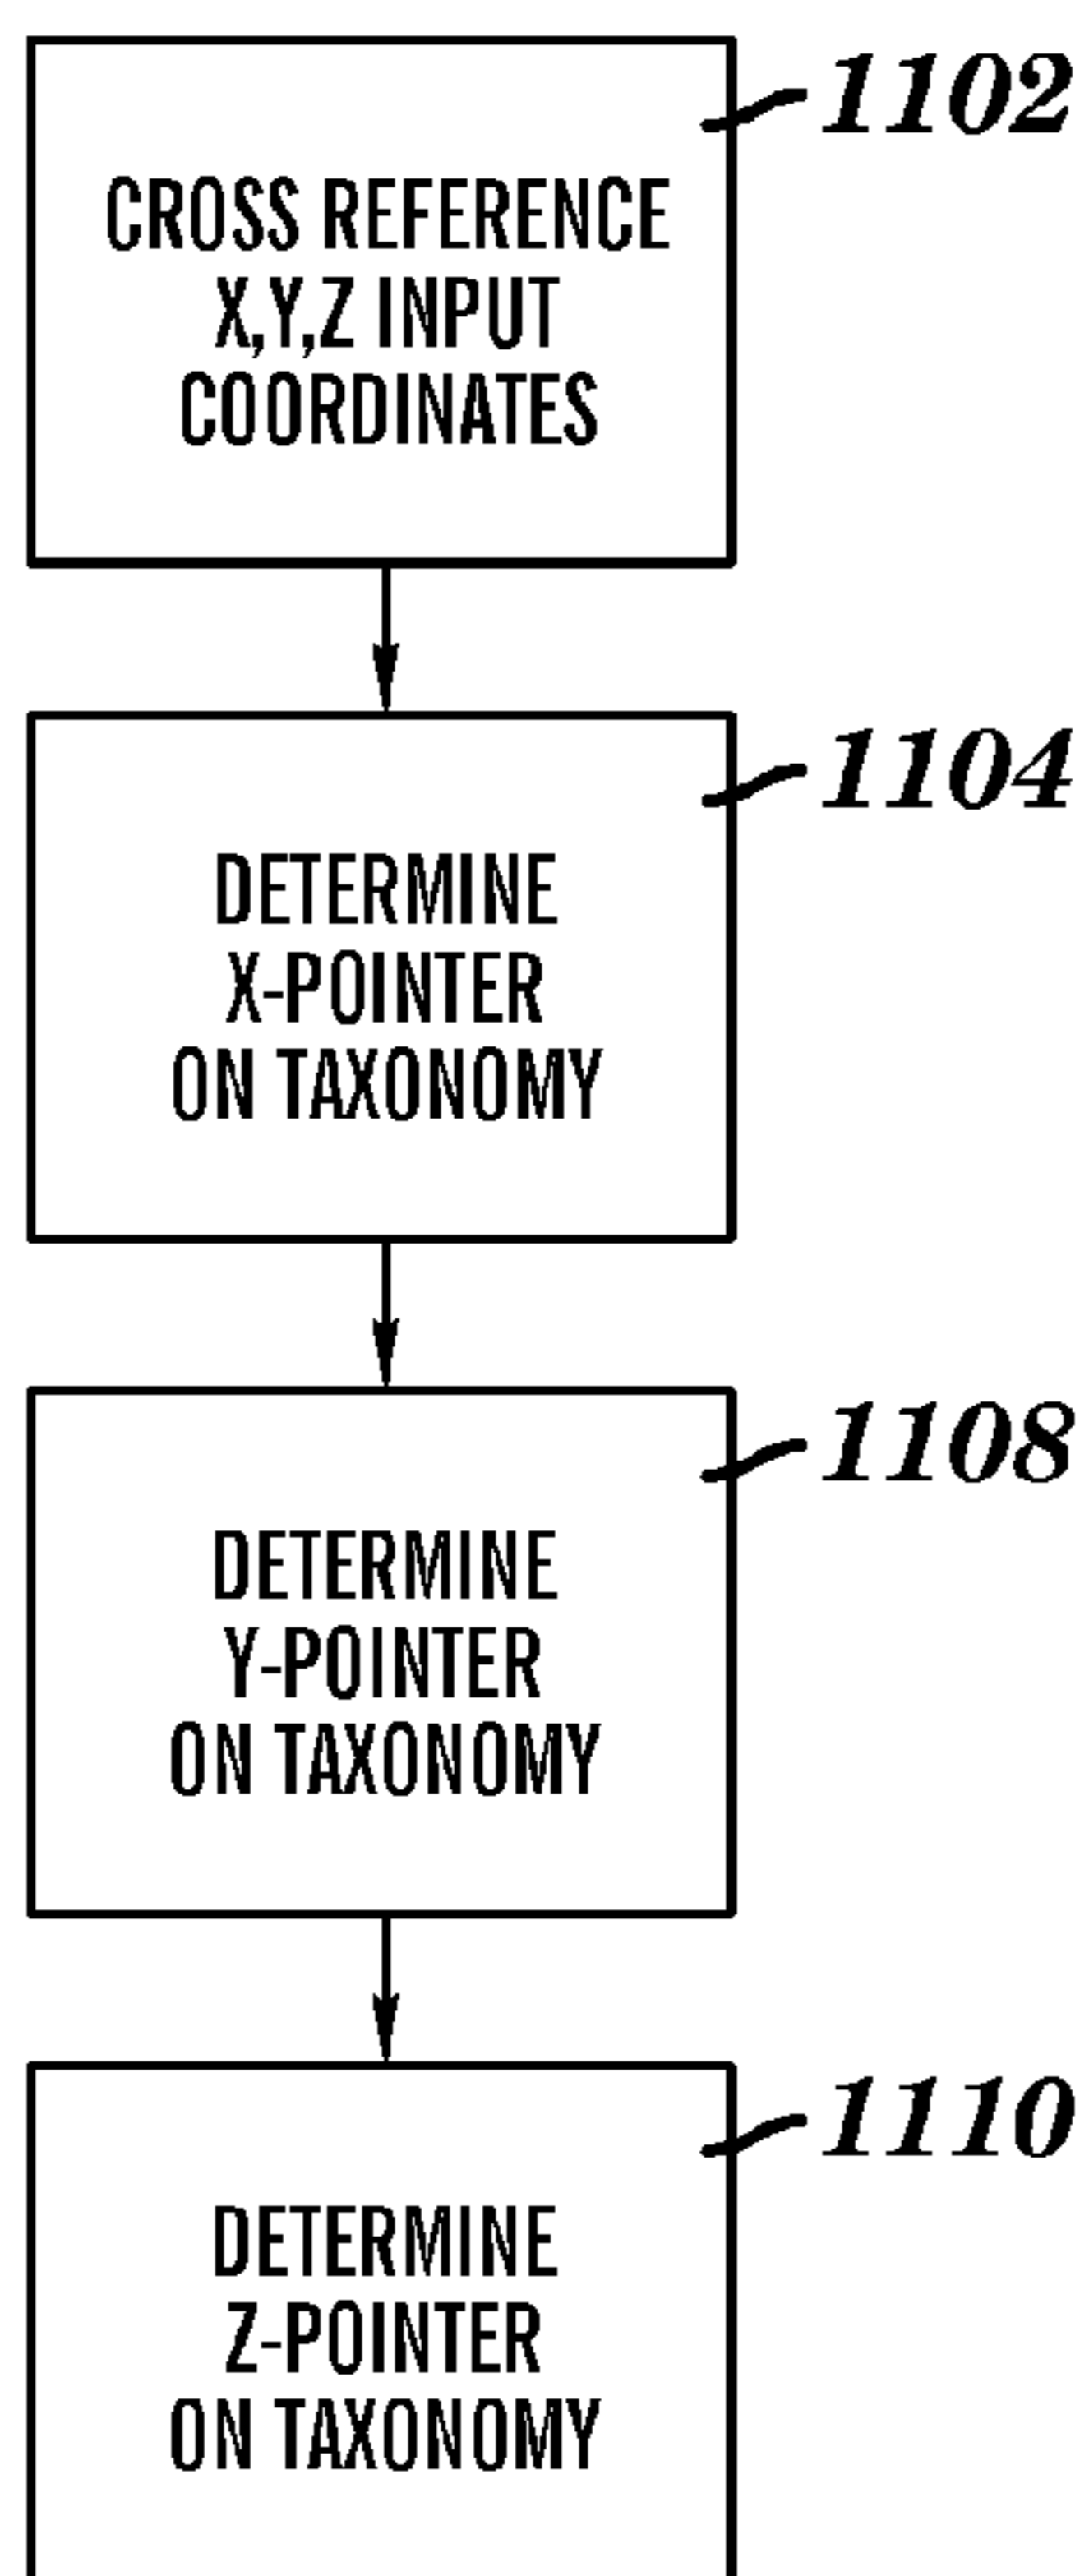 1102
CROSS REFERENCE
X,Y,Z INPUT
COORDINATES
1104
DETERMINE
X-POINTER
ON TAXONOMY
1108
DETERMINE
Y-POINTER
ON TAXONOMY
1110
DETERMINE
Z-POINTER
ON TAXONOMY